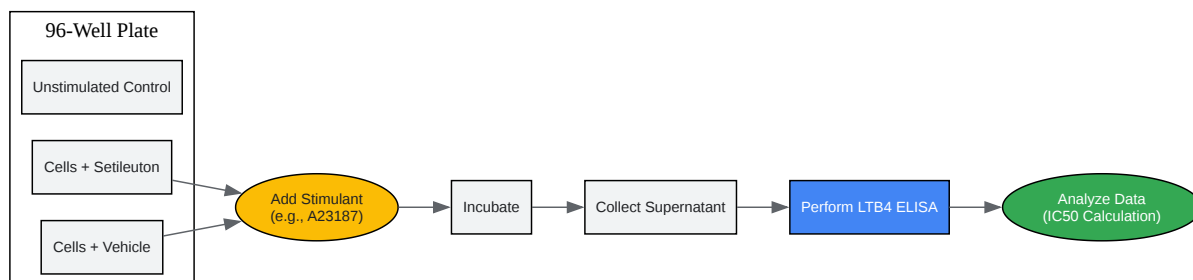 96-Well Plate
Unstimulated Control
Cells + Setileuton
Cells + Vehicle
Add Stimulant
(e.g., A23187)
Incubate
Collect Supernatant
Perform LTB4 ELISA
Analyze Data
(IC50 Calculation)